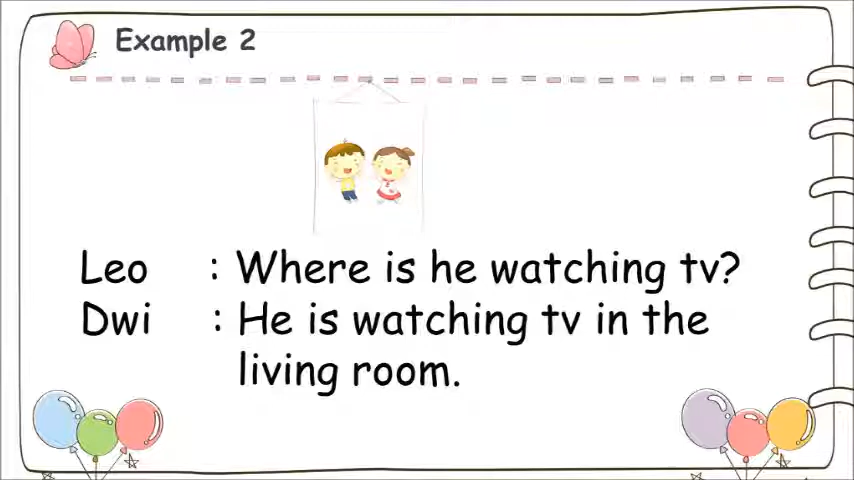 Example 2
Leo : Where is he watching tv?
Dwi : He is watching tv in the
living room.